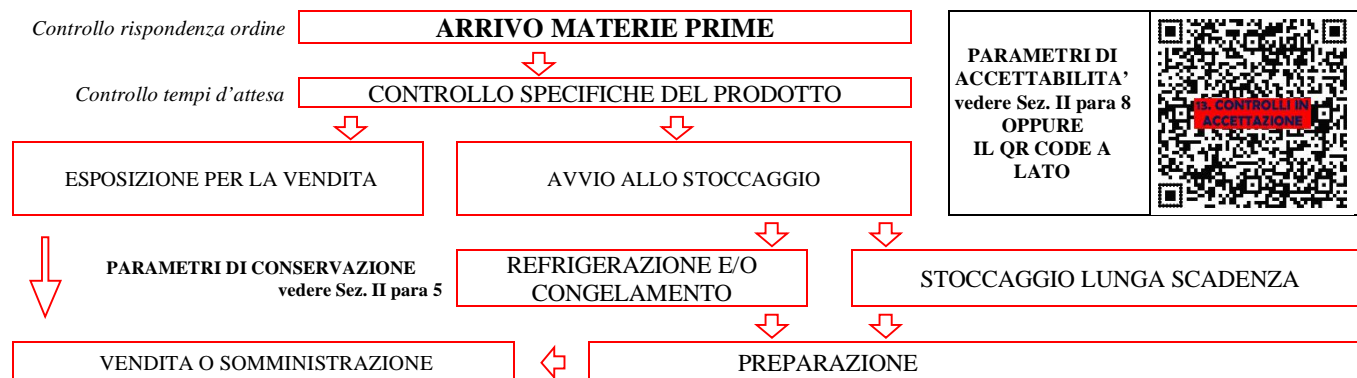 Controllo rispondenza ordine
ARRIVO MATERIE PRIME
Controllo tempi d'attesa
CONTROLLO SPECIFICHE DEL PRODOTTO
PARAMETRI DI
ACCETTABILITA'
vedere Sez. II para 8
OPPURE
IL QR CODE A
LATO
13. CONTROLLI IN
ACCETTAZIONE
ESPOSIZIONE PER LA VENDITA
AVVIO ALLO STOCCAGGIO
PARAMETRI DI CONSERVAZIONE
vedere Sez. II para 5
REFRIGERAZIONE E/O
CONGELAMENTO
STOCCAGGIO LUNGA SCADENZA
VENDITA O SOMMINISTRAZIONE
PREPARAZIONE